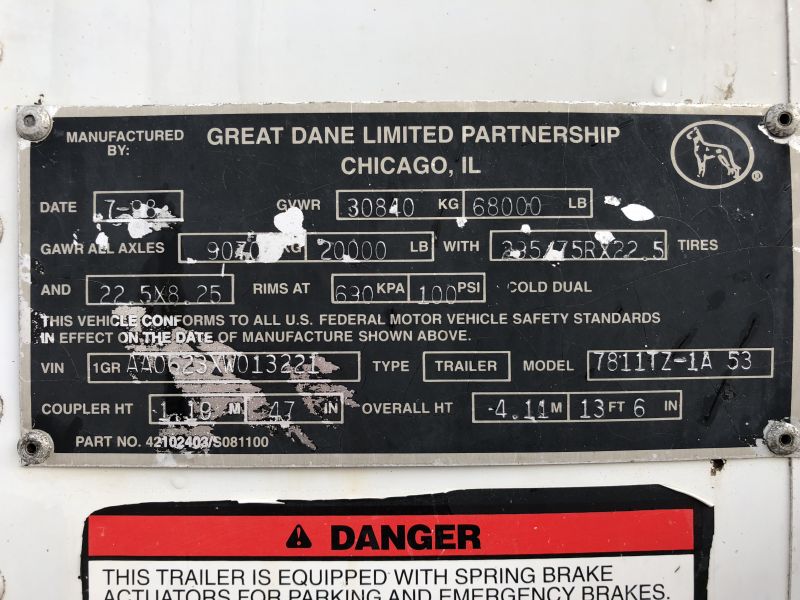 MANUFACTURED BY: GREAT DANE LIMITED PARTNERSHIP
CHICAGO, IL
®
DATE 7-98 GVWR 30840 KG 68000 LB
GAWR ALL AXLES KG 20000 LB WITH 295/75RX22.5 TIRES
AND 22.5X8.25 RIMS AT 690 KPA 100 PSI COLD DUAL
THIS VEHICLE CONFORMS TO ALL U.S. FEDERAL MOTOR VEHICLE SAFETY STANDARDS
IN EFFECT ON THE DATE OF MANUFACTURE SHOWN ABOVE.
VIN 1GR AA0623XW013221 TYPE TRAILER MODEL 7811TZ-1A 53
COUPLER HT 1.19 M 47 IN OVERALL HT 4.11 M 13 FT 6 IN
PART NO. 42102403/S081100
DANGER
THIS TRAILER IS EQUIPPED WITH SPRING BRAKE
ACTUATORS FOR PARKING AND EMERGENCY BRAKES.